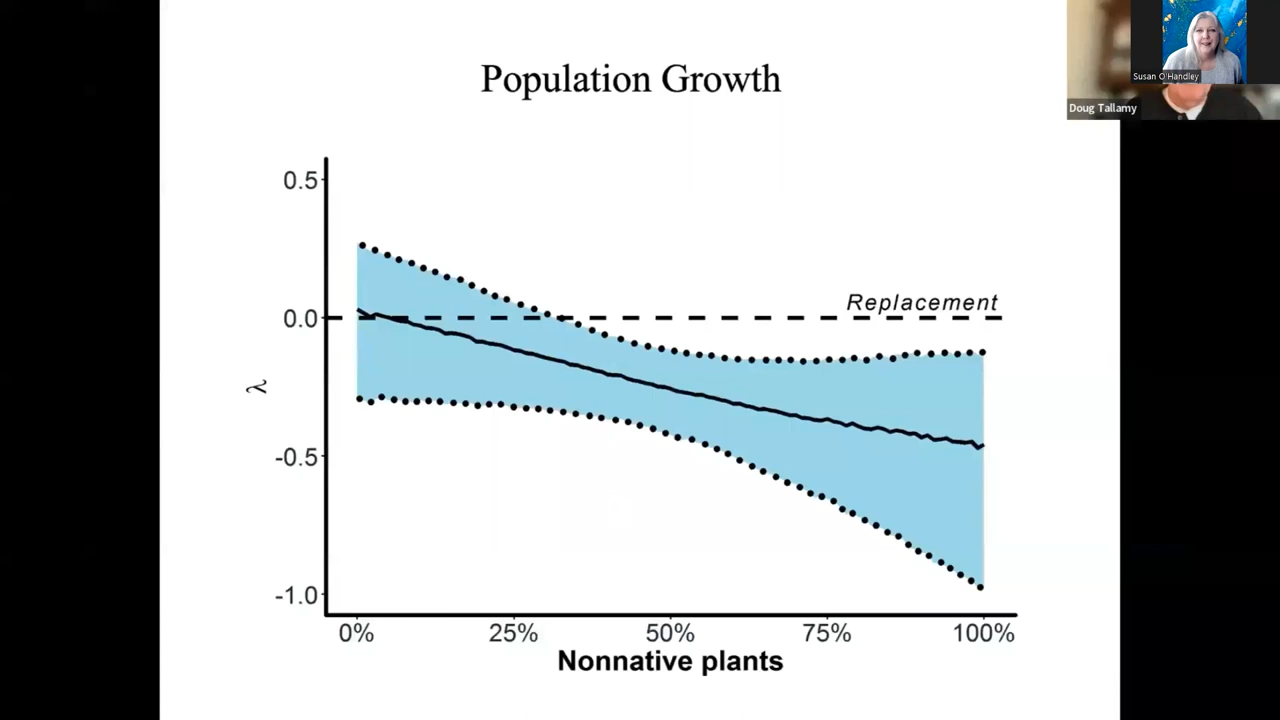 Population Growth
Susan O'Handley
Doug Tallamy
0.5
Replacement
0.0
λ
-0.5
-1.0
0% 25% 50% 75% 100%
Nonnative plants